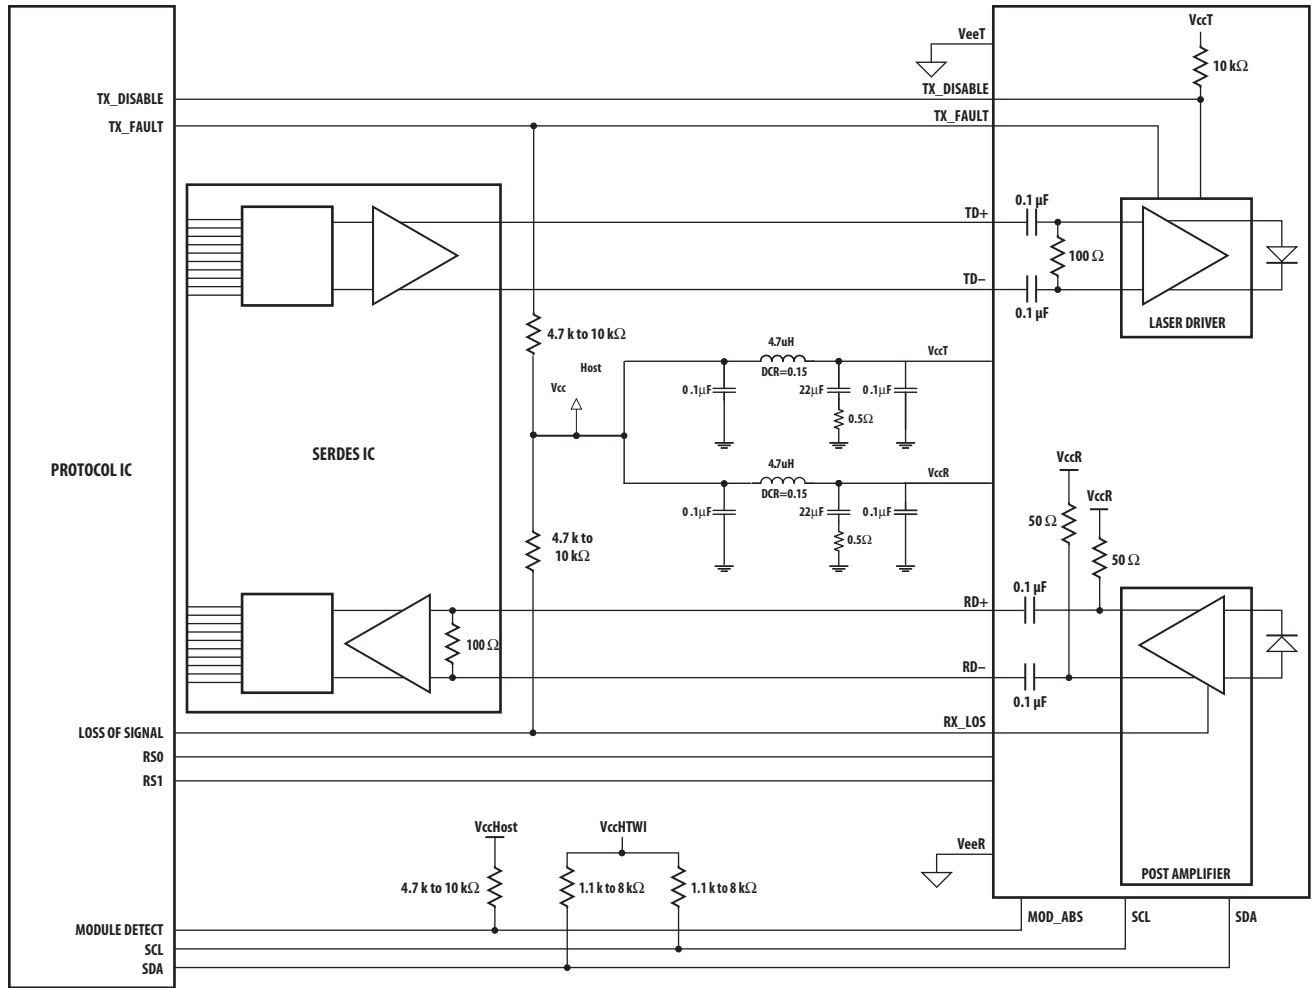 VccT
VeeT
10 kΩ
TX_DISABLE
TX_DISABLE
TX_FAULT
TX_FAULT
0.1 µF
TD+
100 Ω
TD–
0.1 µF
LASER DRIVER
4.7 k to 10 kΩ
4.7uH
VccT
Host
DCR=0.15
Vcc
0.1µF
22µF
0.1µF
0.5Ω
SERDES IC
PROTOCOL IC
4.7uH
VccR
VccR
DCR=0.15
VccR
0.1µF
22µF
0.1µF
50 Ω
0.5Ω
4.7 k to
10 kΩ
50 Ω
0.1 µF
RD+
100 Ω
RD–
0.1 µF
LOSS OF SIGNAL
RX_LOS
RS0
RS1
VccHost
VccHTWI
VeeR
4.7 k to 10 kΩ
1.1 k to 8 kΩ
1.1 k to 8 kΩ
POST AMPLIFIER
MOD_ABS
SCL
SDA
MODULE DETECT
SCL
SDA